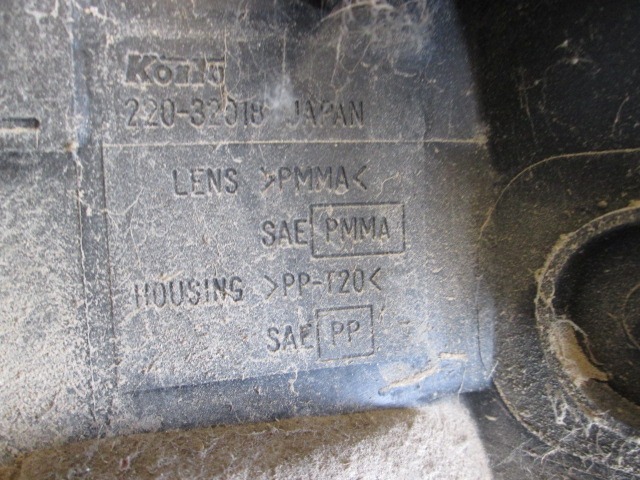 Koito
220-32018 JAPAN
LENS >PMMA<
SAE PMMA
HOUSING >PP-T20<
SAE PP